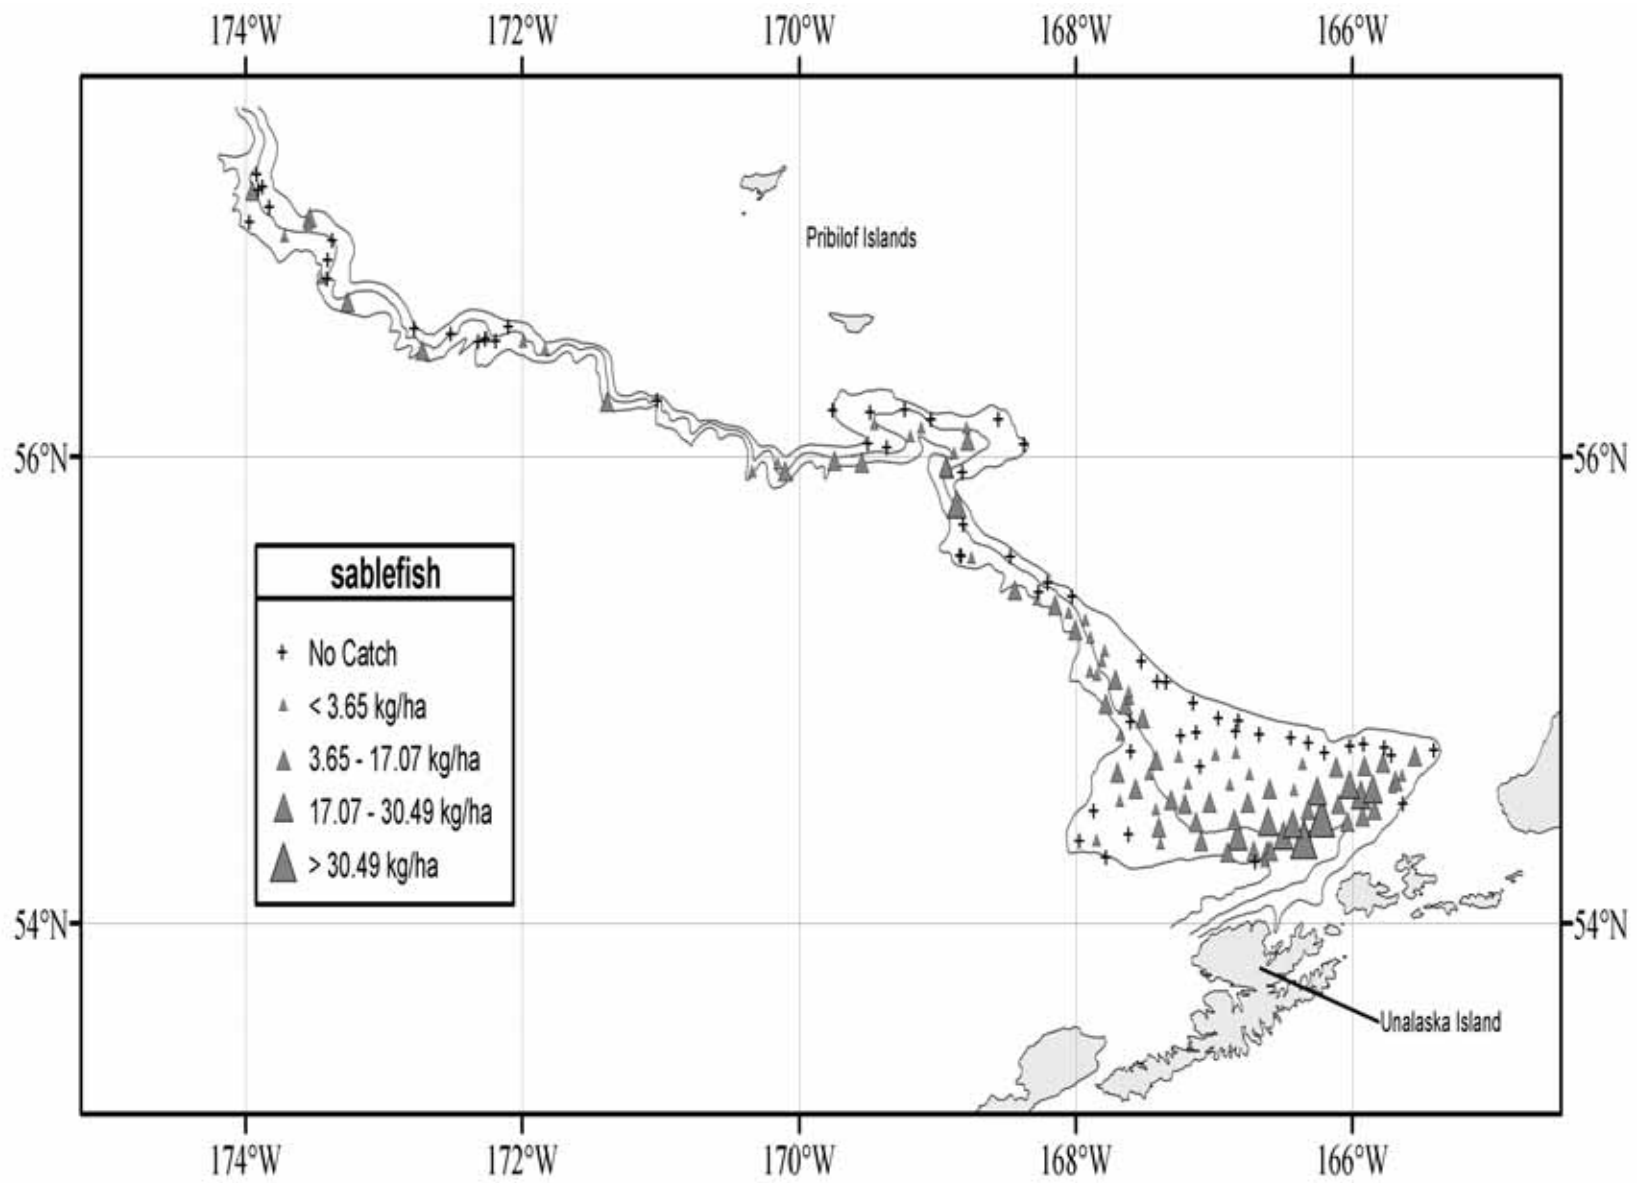 174°W 172°W 170°W 168°W 166°W
Pribilof Islands
56°N 56°N
sablefish
No Catch
< 3.65 kg/ha
3.65 - 17.07 kg/ha
17.07 - 30.49 kg/ha
> 30.49 kg/ha
54°N 54°N
Unalaska Island
174°W 172°W 170°W 168°W 166°W